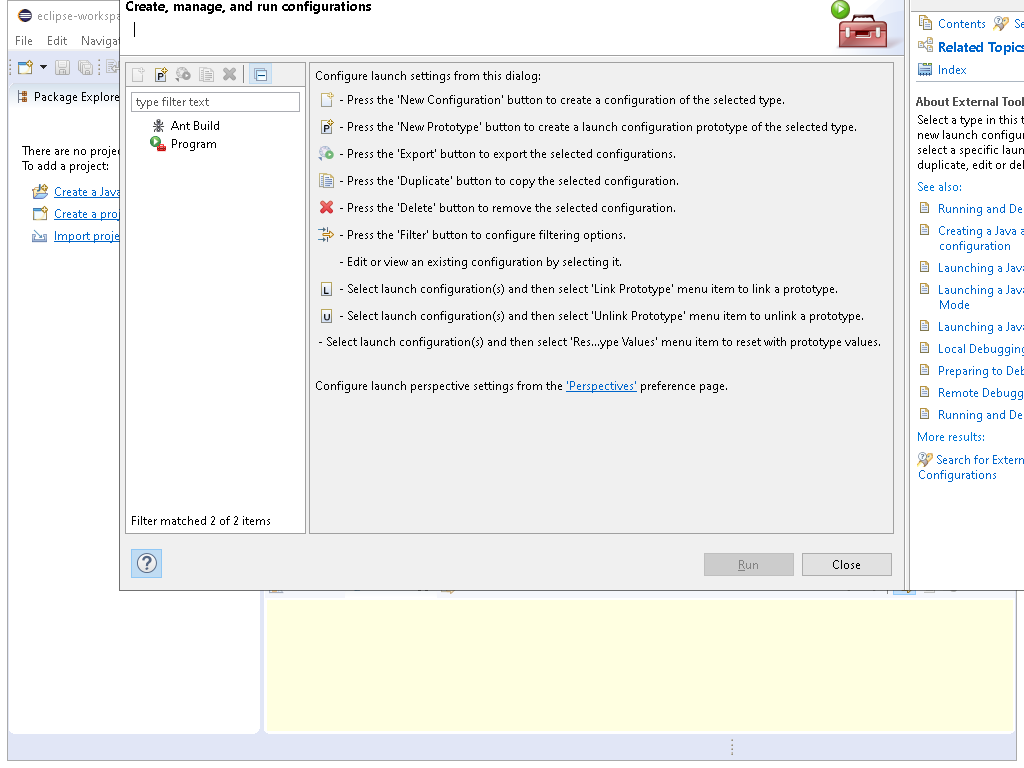 eclipse-workspa
File Edit Navigat
Package Explore
There are no projec
To add a project:
Create a Java
Create a proj
Import proje
Create, manage, and run configurations
type filter text
Ant Build
Program
Filter matched 2 of 2 items
Configure launch settings from this dialog:
- Press the 'New Configuration' button to create a configuration of the selected type.
- Press the 'New Prototype' button to create a launch configuration prototype of the selected type.
- Press the 'Export' button to export the selected configurations.
- Press the 'Duplicate' button to copy the selected configuration.
- Press the 'Delete' button to remove the selected configuration.
- Press the 'Filter' button to configure filtering options.
- Edit or view an existing configuration by selecting it.
L - Select launch configuration(s) and then select 'Link Prototype' menu item to link a prototype.
U - Select launch configuration(s) and then select 'Unlink Prototype' menu item to unlink a prototype.
- Select launch configuration(s) and then select 'Res...ype Values' menu item to reset with prototype values.
Configure launch perspective settings from the 'Perspectives' preference page.
Run Close
Contents Se
Related Topics
Index
About External Tool
Select a type in this t
new launch configur
select a specific laun
duplicate, edit or del
See also:
Running and De
Creating a Java a
configuration
Launching a Java
Launching a Java
Mode
Launching a Java
Local Debugging
Preparing to Deb
Remote Debugg
Running and De
More results:
Search for Extern
Configurations